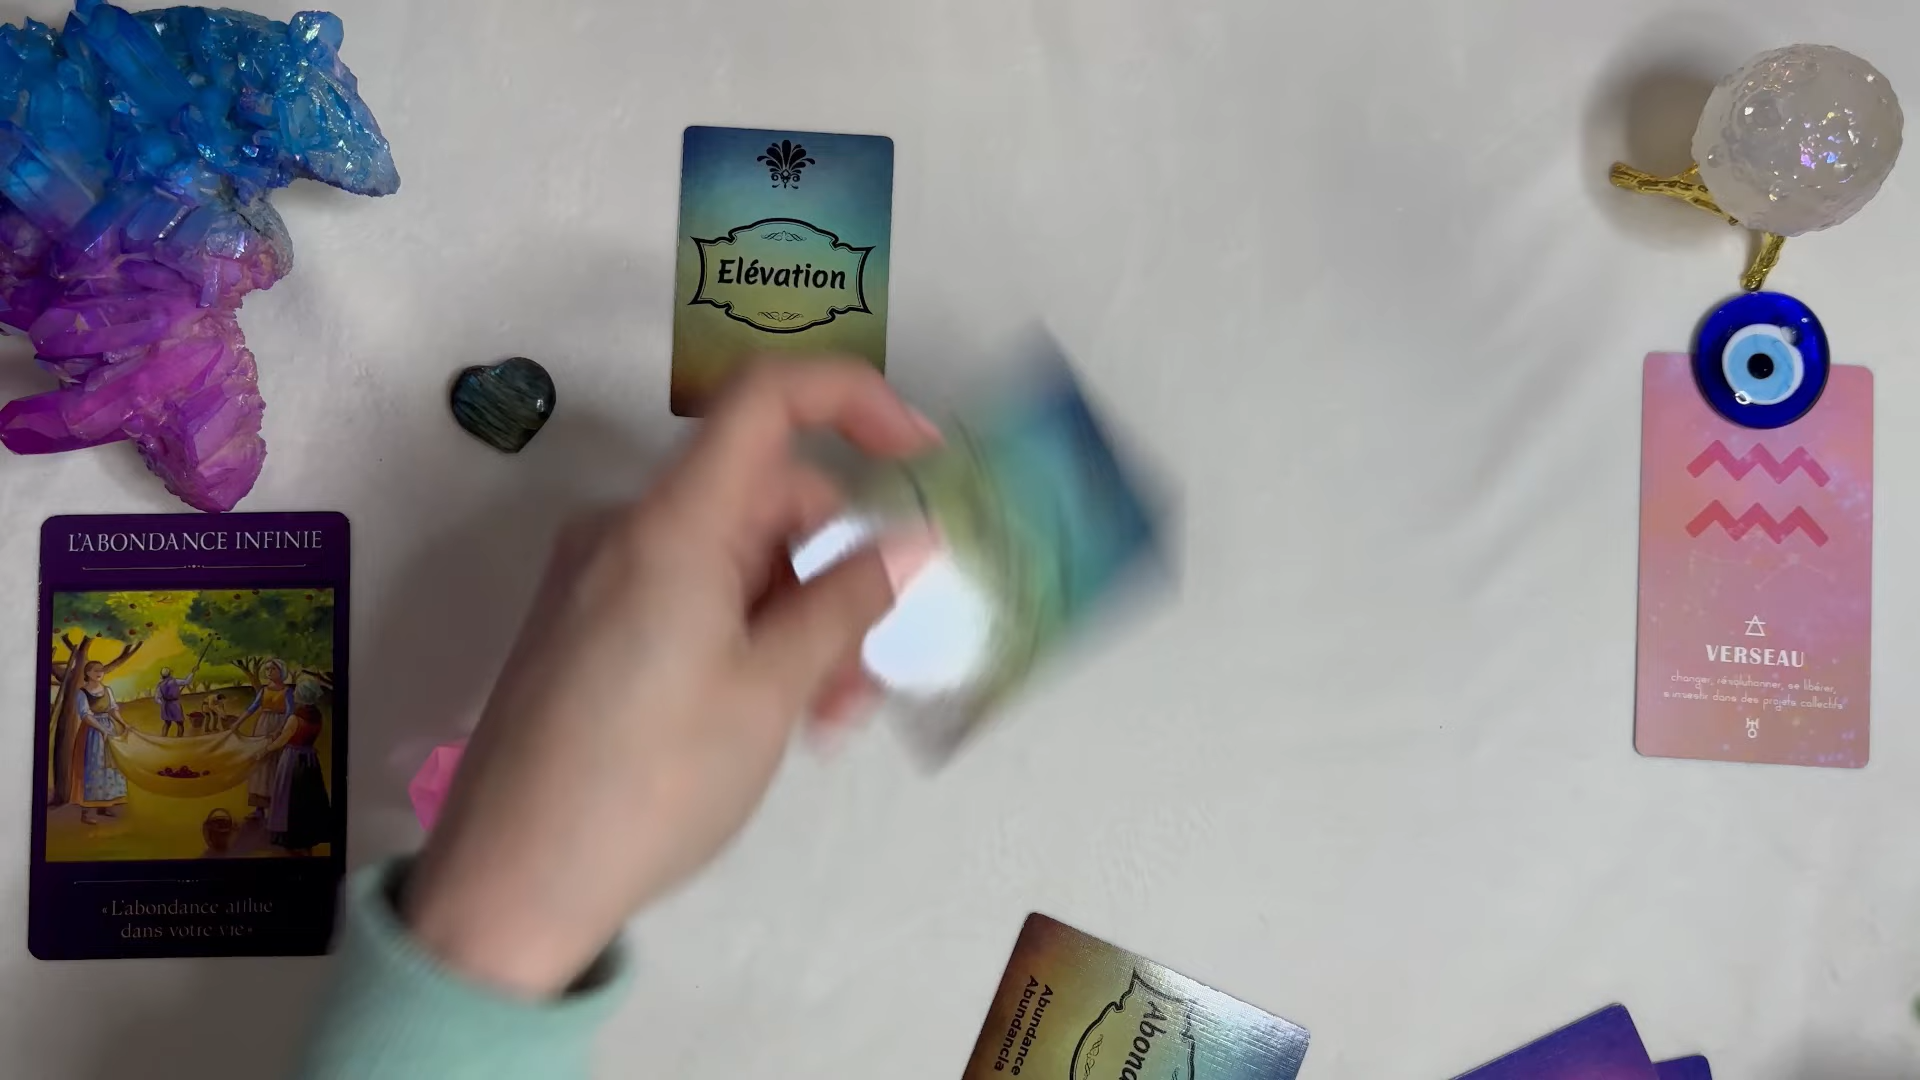 Elévation
L'ABONDANCE INFINIE
«L'abondance afflue
dans votre vie»
VERSEAU
changer, révolutionner, se libérer,
s'investir dans des projets collectifs
Abundance
Abundancia